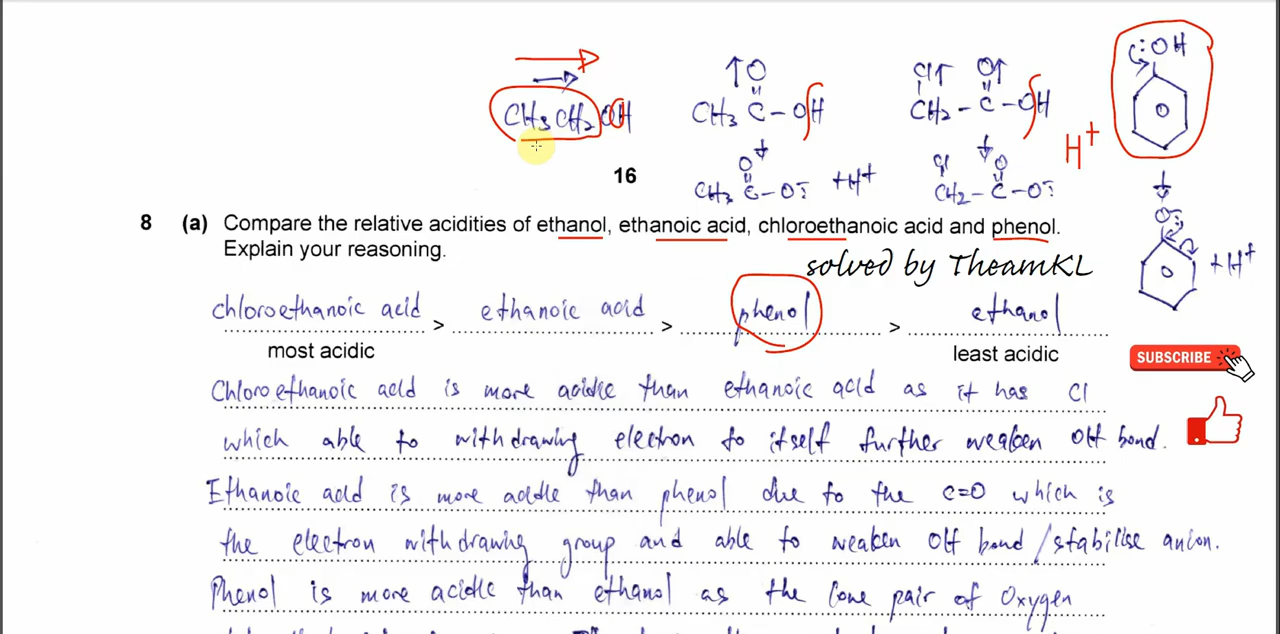 ↑O Cl↑ O↑ :OH
CH3CH2OH CH3 C – OH CH2 – C – OH H+
16 CH3 C – O⁻ +H+ CH2 – C – O⁻
O O Cl O O⁻
8 (a) Compare the relative acidities of ethanol, ethanoic acid, chloroethanoic acid and phenol.
Explain your reasoning. +H+
solved by TheamKL
chloroethanoic acid > ethanoic acid > phenol > ethanol
most acidic least acidic
SUBSCRIBE
Chloroethanoic acid is more acidic than ethanoic acid as it has Cl
which able to withdrawing electron to itself further weaken OH bond.
Ethanoic acid is more acidic than phenol due to the C=O which is
the electron withdrawing group and able to weaken OH bond/stabilise anion.
Phenol is more acidic than ethanol as the lone pair of Oxygen